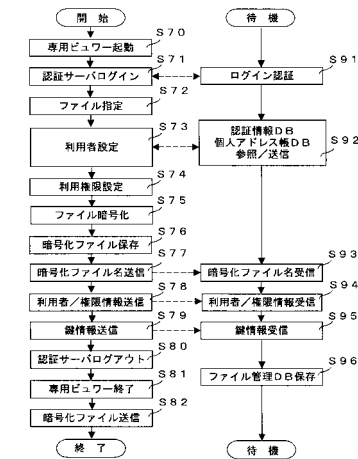 開 始
待 機
S70
専用ビュワー起動
S71
認証サーバログイン
S91
ログイン認証
S72
ファイル指定
S73
利用者設定
S92
認証情報DB
個人アドレス帳DB
参照／送信
S74
利用権限設定
S75
ファイル暗号化
S76
暗号化ファイル保存
S77
暗号化ファイル名送信
S93
暗号化ファイル名受信
S78
利用者／権限情報送信
S94
利用者／権限情報受信
S79
鍵情報送信
S95
鍵情報受信
S80
認証サーバログアウト
S81
専用ビュワー終了
S96
ファイル管理DB保存
S82
暗号化ファイル送信
終 了
待 機